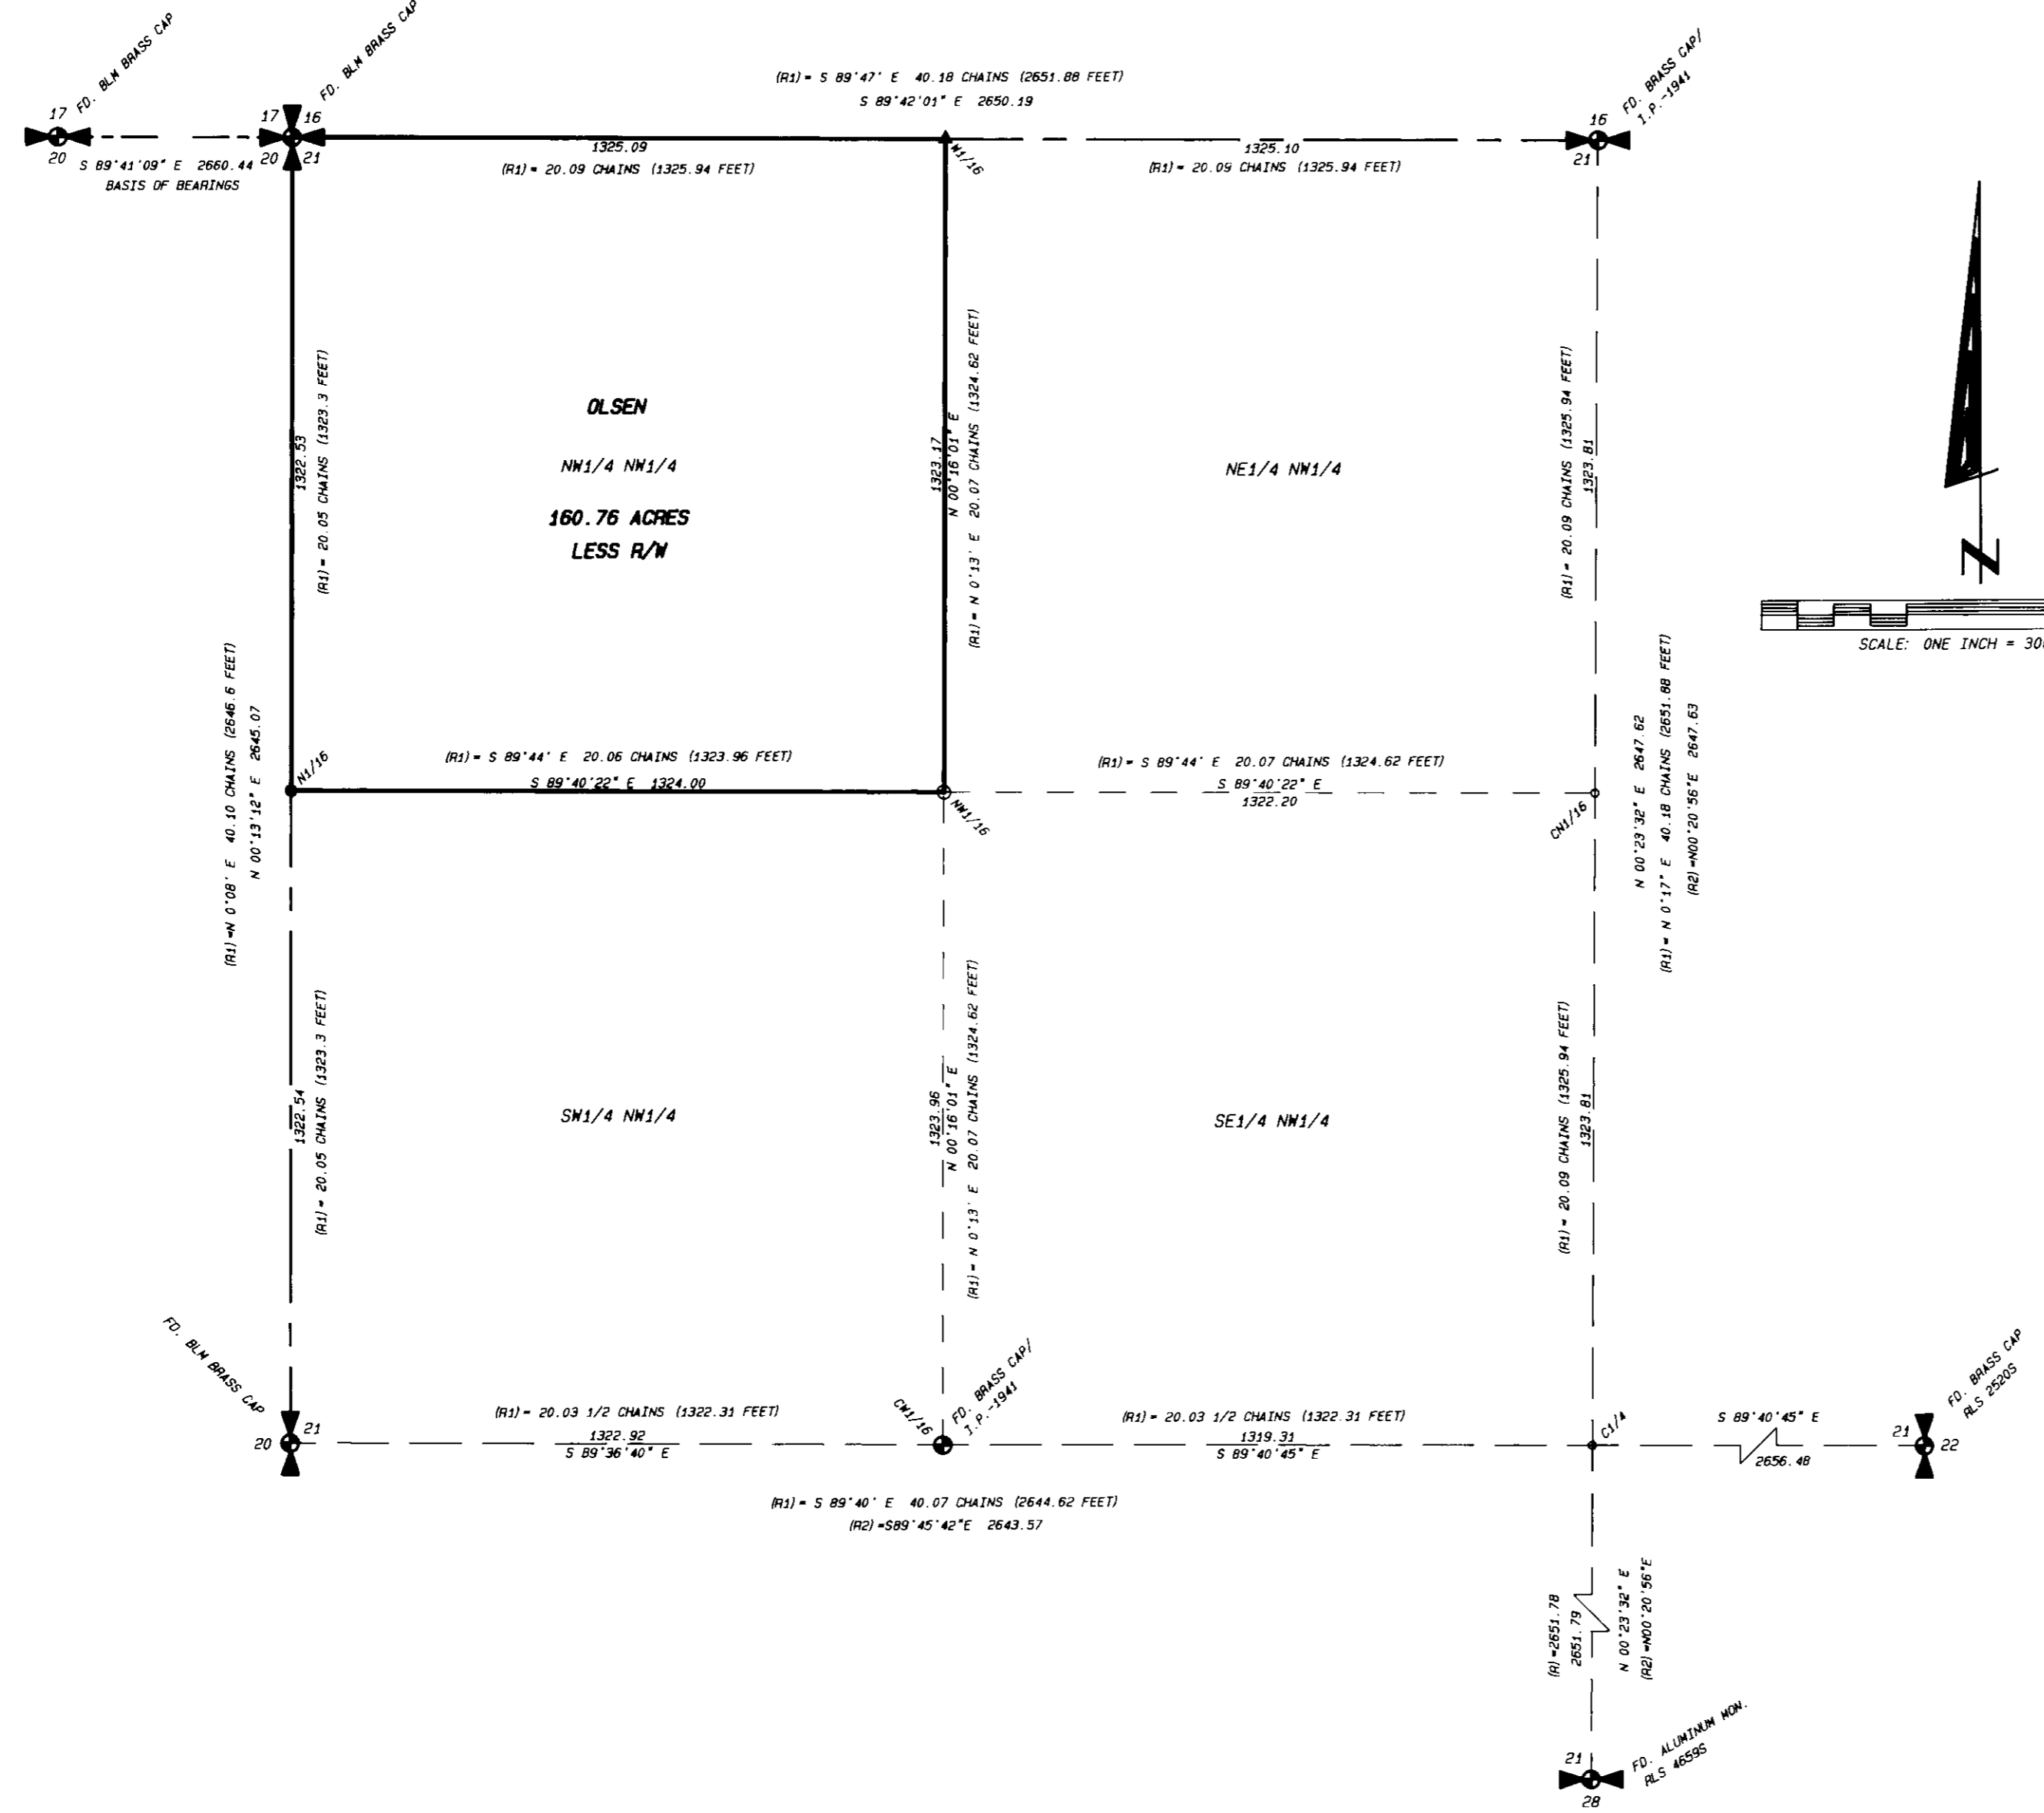 FD. BLM BRASS CAP
FD. BLM BRASS CAP
(R1)= S 89°47' E 40.18 CHAINS (2651.88 FEET)
S 89°42'01" E 2650.19
FD. BRASS CAP/
I.P.-1941
17
20
17 16
20 21
16
21
S 89°41'09" E 2660.44
BASIS OF BEARINGS
1325.09
(R1)= 20.09 CHAINS (1325.94 FEET)
W1/16
1325.10
(R1)= 20.09 CHAINS (1325.94 FEET)
1322.53
(R1)= 20.05 CHAINS (1323.3 FEET)
OLSEN
NW1/4 NW1/4
160.76 ACRES
LESS R/W
1323.17
N 00°16'01" E
(R1)= N 0°13' E 20.07 CHAINS (1324.62 FEET)
NE1/4 NW1/4
(R1)= 20.09 CHAINS (1325.94 FEET)
1323.81
N
SCALE: ONE INCH = 30
(R1)=N 0°08' E 40.10 CHAINS (2646.6 FEET)
N 00°13'12" E 2645.07
N1/16
(R1)= S 89°44' E 20.06 CHAINS (1323.96 FEET)
S 89°40'22" E 1324.00
NW1/16
(R1)= S 89°44' E 20.07 CHAINS (1324.62 FEET)
S 89°40'22" E
1322.20
CN1/16
N 00°23'32" E 2647.62
(R1)= N 0°17" E 40.18 CHAINS (2651.88 FEET)
(R2)=N00°20'56"E 2647.63
1322.54
(R1)= 20.05 CHAINS (1323.3 FEET)
SW1/4 NW1/4
1323.96
N 00°16'01" E
(R1)= N 0°13' E 20.07 CHAINS (1324.62 FEET)
SE1/4 NW1/4
(R1)= 20.09 CHAINS (1325.94 FEET)
1323.81
FD. BLM BRASS CAP
20
21
(R1)= 20.03 1/2 CHAINS (1322.31 FEET)
1322.92
S 89°36'40" E
CW1/16
FD. BRASS CAP/
I.P.-1941
(R1)= 20.03 1/2 CHAINS (1322.31 FEET)
1319.31
S 89°40'45" E
C1/4
S 89°40'45" E
2656.48
21
22
FD. BRASS CAP
RLS 2520S
(R1)= S 89°40' E 40.07 CHAINS (2644.62 FEET)
(R2)=S89°45'42"E 2643.57
(R)=2651.78
2651.79
N 00°23'32" E
(R2)=N00°20'56"E
21
28
FD. ALUMINUM MON.
RLS 4659S